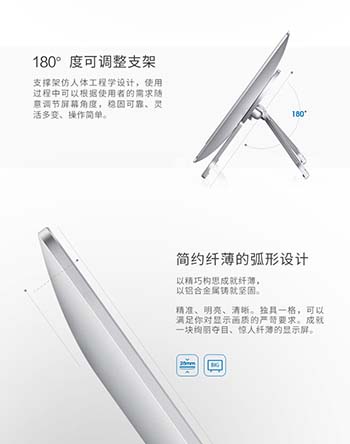 180° 度可调整支架
支撑架仿人体工程学设计，使用
过程中可以根据使用者的需求随
意调节屏幕角度，稳固可靠、灵
活多变、操作简单。
180°
简约纤薄的弧形设计
以精巧构思成就纤薄，
以铝合金属铸就坚固。
精准、明亮、清晰。独具一格，可以
满足你对显示画质的严苛要求。成就
一块绚丽夺目、惊人纤薄的显示屏。
25mm
BIG